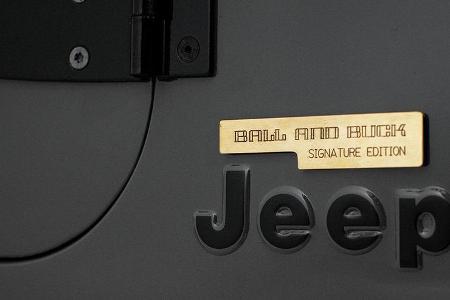 BALL AND BUCK
SIGNATURE EDITION
Jeep